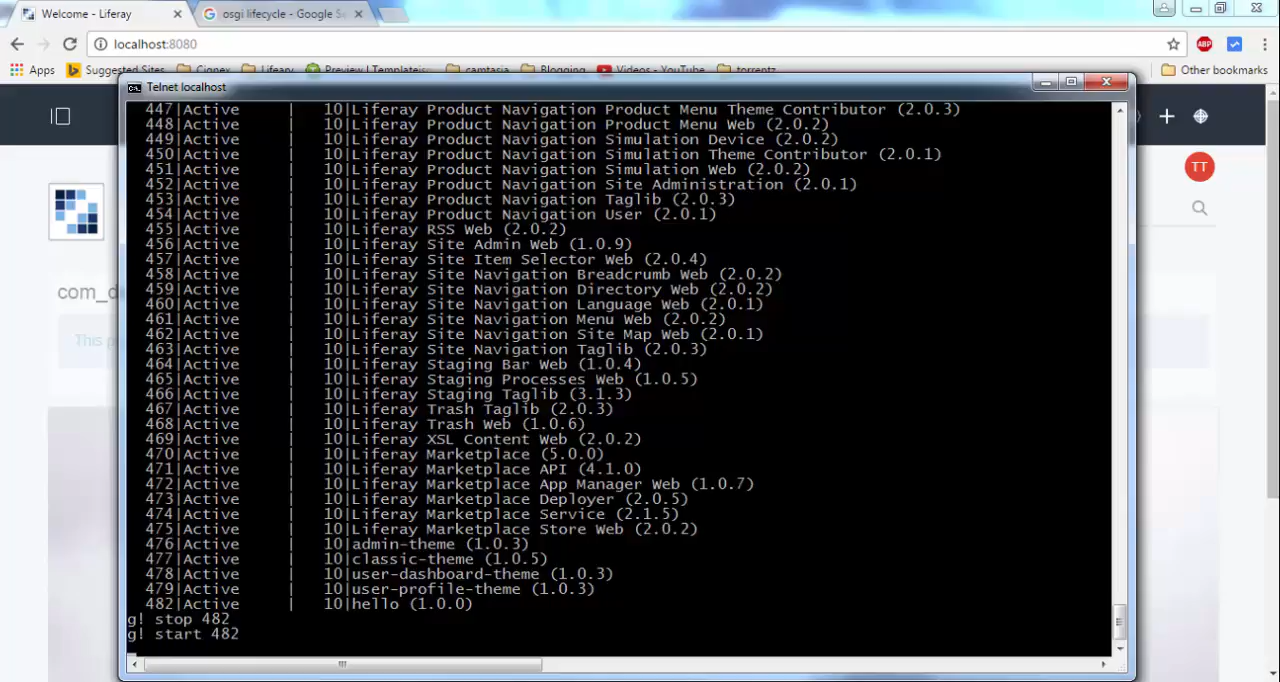 Welcome - Liferay
osgi lifecycle - Google S
localhost:8080
ABP
Apps
Suggested Sites
Cignex
Liferay
Preview | Template
camtasia
Blogging
Videos - YouTube
torrentz
Other bookmarks
Telnet localhost
447|Active | 10|Liferay Product Navigation Product Menu Theme Contributor (2.0.3)
448|Active | 10|Liferay Product Navigation Product Menu Web (2.0.2)
449|Active | 10|Liferay Product Navigation Simulation Device (2.0.2)
450|Active | 10|Liferay Product Navigation Simulation Theme Contributor (2.0.1)
451|Active | 10|Liferay Product Navigation Simulation Web (2.0.2)
452|Active | 10|Liferay Product Navigation Site Administration (2.0.1)
453|Active | 10|Liferay Product Navigation Taglib (2.0.3)
454|Active | 10|Liferay Product Navigation User (2.0.1)
455|Active | 10|Liferay RSS Web (2.0.2)
456|Active | 10|Liferay Site Admin Web (1.0.9)
457|Active | 10|Liferay Site Item Selector Web (2.0.4)
458|Active | 10|Liferay Site Navigation Breadcrumb Web (2.0.2)
459|Active | 10|Liferay Site Navigation Directory Web (2.0.2)
460|Active | 10|Liferay Site Navigation Language Web (2.0.1)
461|Active | 10|Liferay Site Navigation Menu Web (2.0.2)
462|Active | 10|Liferay Site Navigation Site Map Web (2.0.1)
463|Active | 10|Liferay Site Navigation Taglib (2.0.3)
464|Active | 10|Liferay Staging Bar Web (1.0.4)
465|Active | 10|Liferay Staging Processes Web (1.0.5)
466|Active | 10|Liferay Staging Taglib (3.1.3)
467|Active | 10|Liferay Trash Taglib (2.0.3)
468|Active | 10|Liferay Trash Web (1.0.6)
469|Active | 10|Liferay XSL Content Web (2.0.2)
470|Active | 10|Liferay Marketplace (5.0.0)
471|Active | 10|Liferay Marketplace API (4.1.0)
472|Active | 10|Liferay Marketplace App Manager Web (1.0.7)
473|Active | 10|Liferay Marketplace Deployer (2.0.5)
474|Active | 10|Liferay Marketplace Service (2.1.5)
475|Active | 10|Liferay Marketplace Store Web (2.0.2)
476|Active | 10|admin-theme (1.0.3)
477|Active | 10|classic-theme (1.0.5)
478|Active | 10|user-dashboard-theme (1.0.3)
479|Active | 10|user-profile-theme (1.0.3)
482|Active | 10|hello (1.0.0)
g! stop 482
g! start 482
TT
com_d
This p